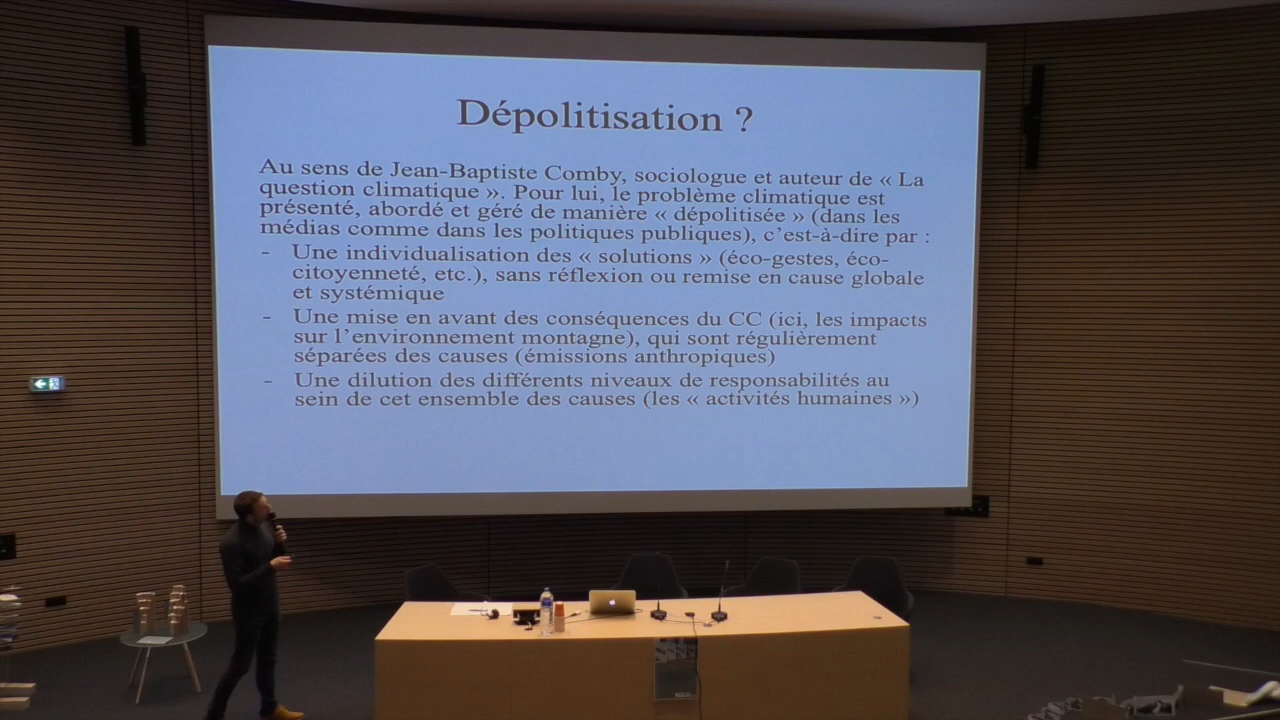 Dépolitisation ?
Au sens de Jean-Baptiste Comby, sociologue et auteur de « La
question climatique ». Pour lui, le problème climatique est
présenté, abordé et géré de manière « dépolitisée » (dans les
médias comme dans les politiques publiques), c’est-à-dire par :
- Une individualisation des « solutions » (éco-gestes, éco-
citoyenneté, etc.), sans réflexion ou remise en cause globale
et systémique
- Une mise en avant des conséquences du CC (ici, les impacts
sur l’environnement montagne), qui sont régulièrement
séparées des causes (émissions anthropiques)
- Une dilution des différents niveaux de responsabilités au
sein de cet ensemble des causes (les « activités humaines »)